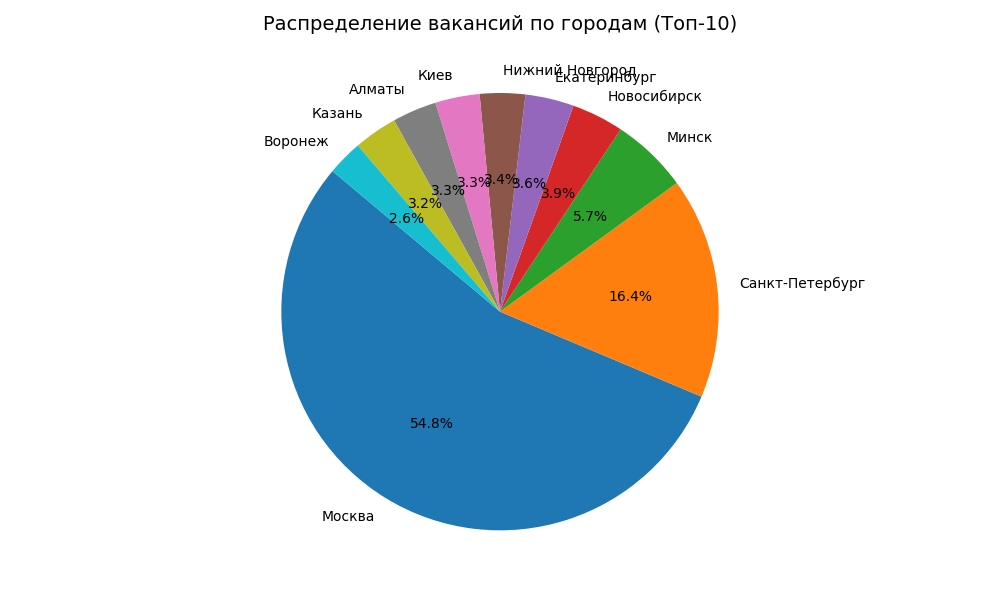 Распределение вакансий по городам (Топ-10)
Нижний Новгород
Киев
Екатеринбург
Алматы
Новосибирск
Казань
Минск
Воронеж
3.4%
3.3%
3.6%
3.3%
3.9%
3.2%
5.7%
2.6%
Санкт-Петербург
16.4%
54.8%
Москва